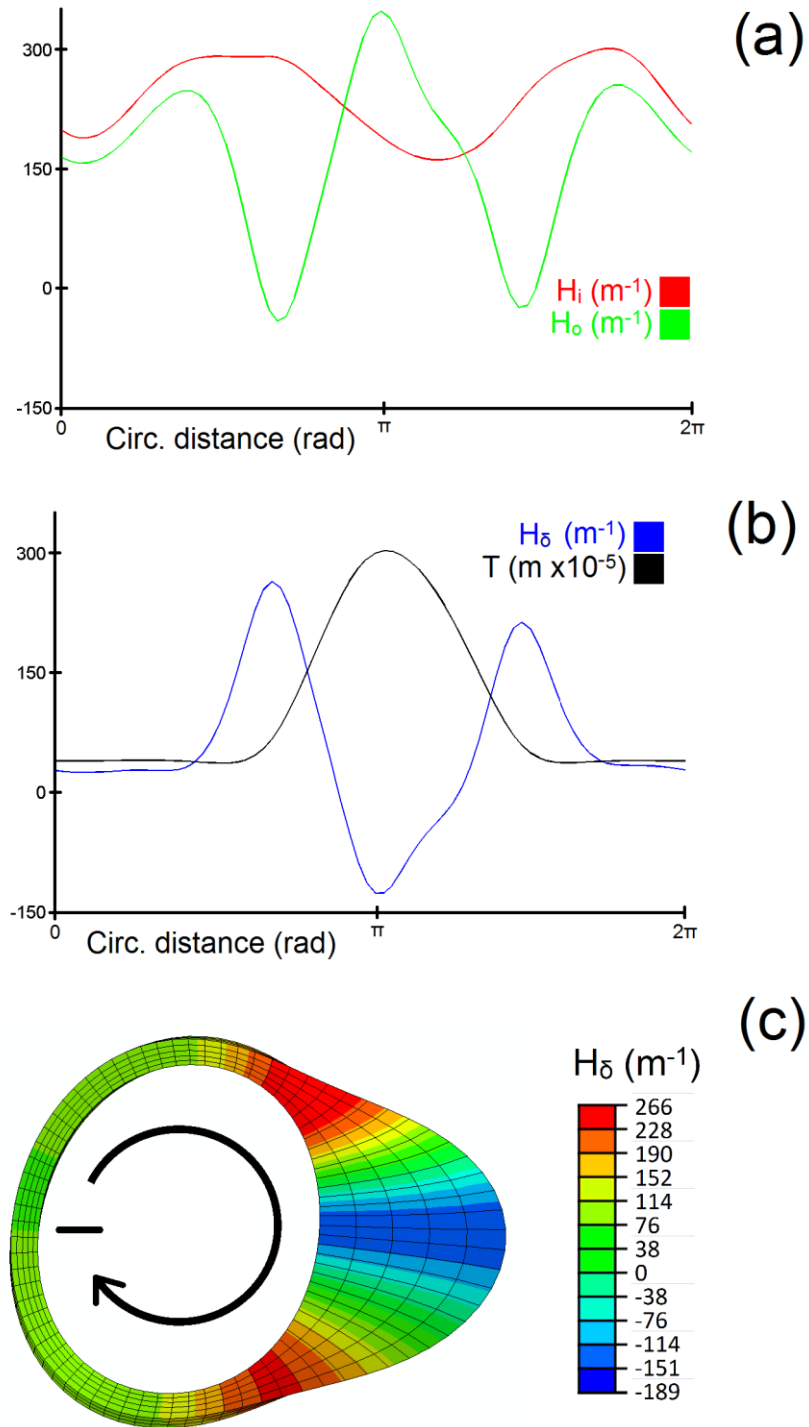 (a)
300
150
0
-150
Hᵢ (m⁻¹)
Hₒ (m⁻¹)
0
π
2π
Circ. distance (rad)
(b)
Hδ (m⁻¹)
T (m x10⁻⁵)
300
150
0
-150
0
π
2π
Circ. distance (rad)
(c)
Hδ (m⁻¹)
266
228
190
152
114
76
38
0
-38
-76
-114
-151
-189